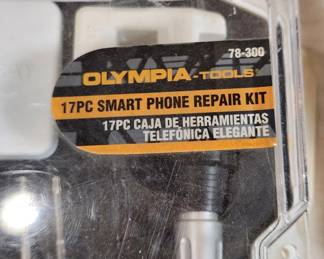 78-300
OLYMPIA-TOOLS
17PC SMART PHONE REPAIR KIT
17PC CAJA DE HERRAMIENTAS
TELEFÓNICA ELEGANTE